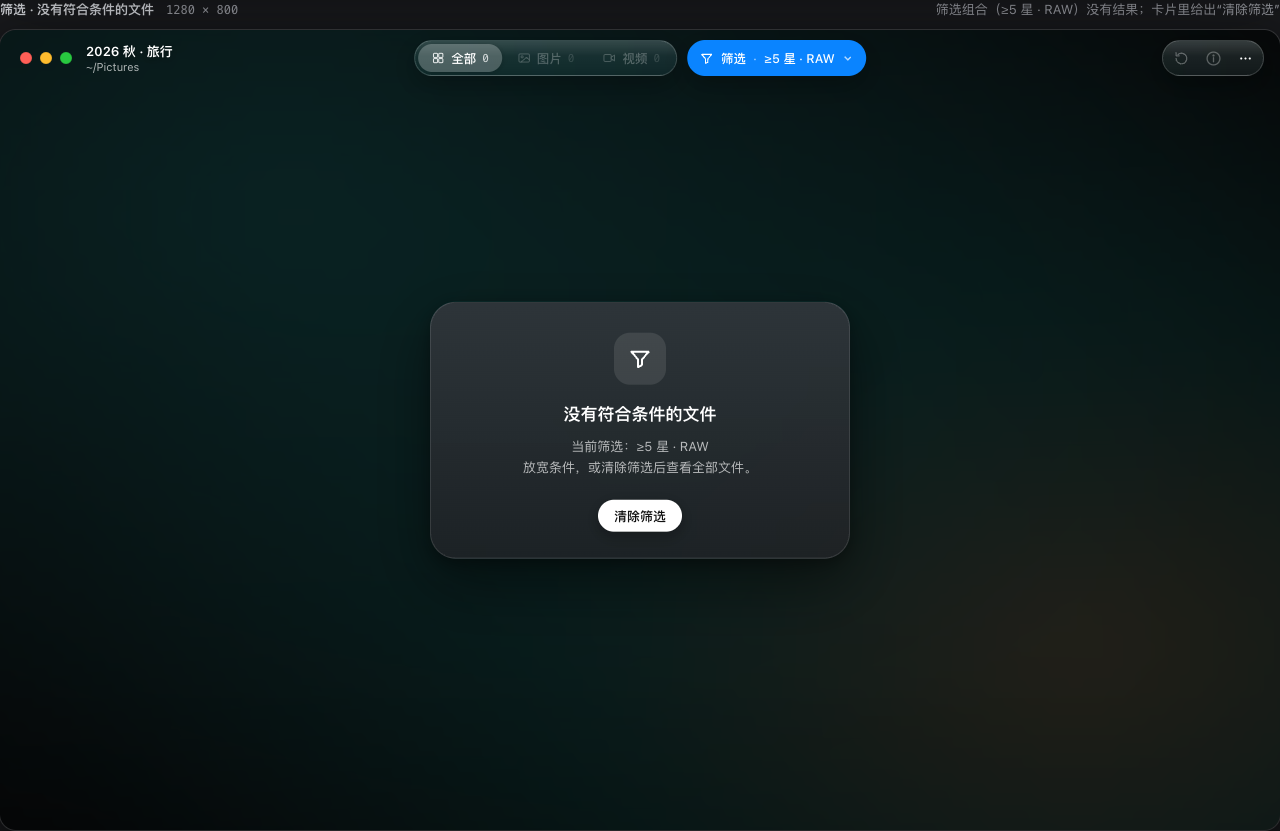 筛选 · 没有符合条件的文件 1280 × 800
筛选组合（≥5 星 · RAW）没有结果；卡片里给出“清除筛选”
2026 秋 · 旅行
~/Pictures
全部 0
图片 0
视频 0
筛选 · ≥5 星 · RAW
没有符合条件的文件
当前筛选：≥5 星 · RAW
放宽条件，或清除筛选后查看全部文件。
清除筛选